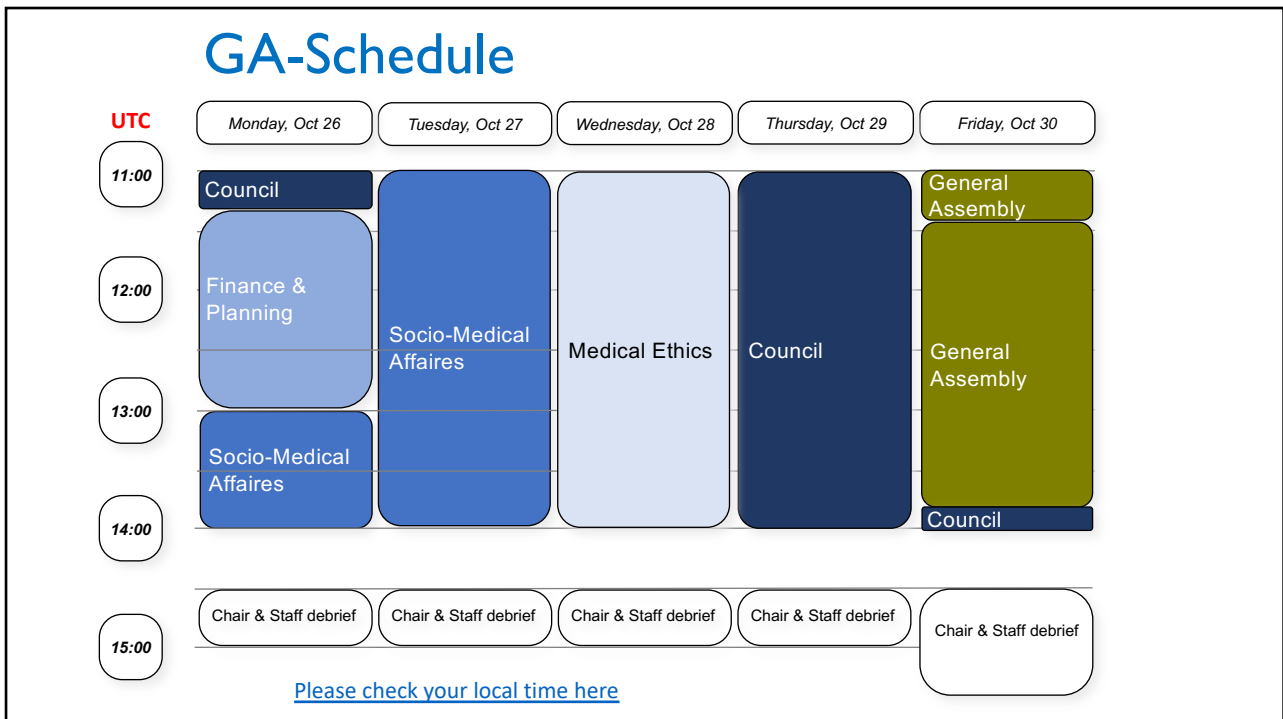 GA-Schedule
UTC
Monday, Oct 26
Tuesday, Oct 27
Wednesday, Oct 28
Thursday, Oct 29
Friday, Oct 30
11:00
12:00
13:00
14:00
15:00
Council
Finance &
Planning
Socio-Medical
Affaires
Socio-Medical
Affaires
Medical Ethics
Council
General
Assembly
General
Assembly
Council
Chair & Staff debrief
Chair & Staff debrief
Chair & Staff debrief
Chair & Staff debrief
Chair & Staff debrief
Please check your local time here